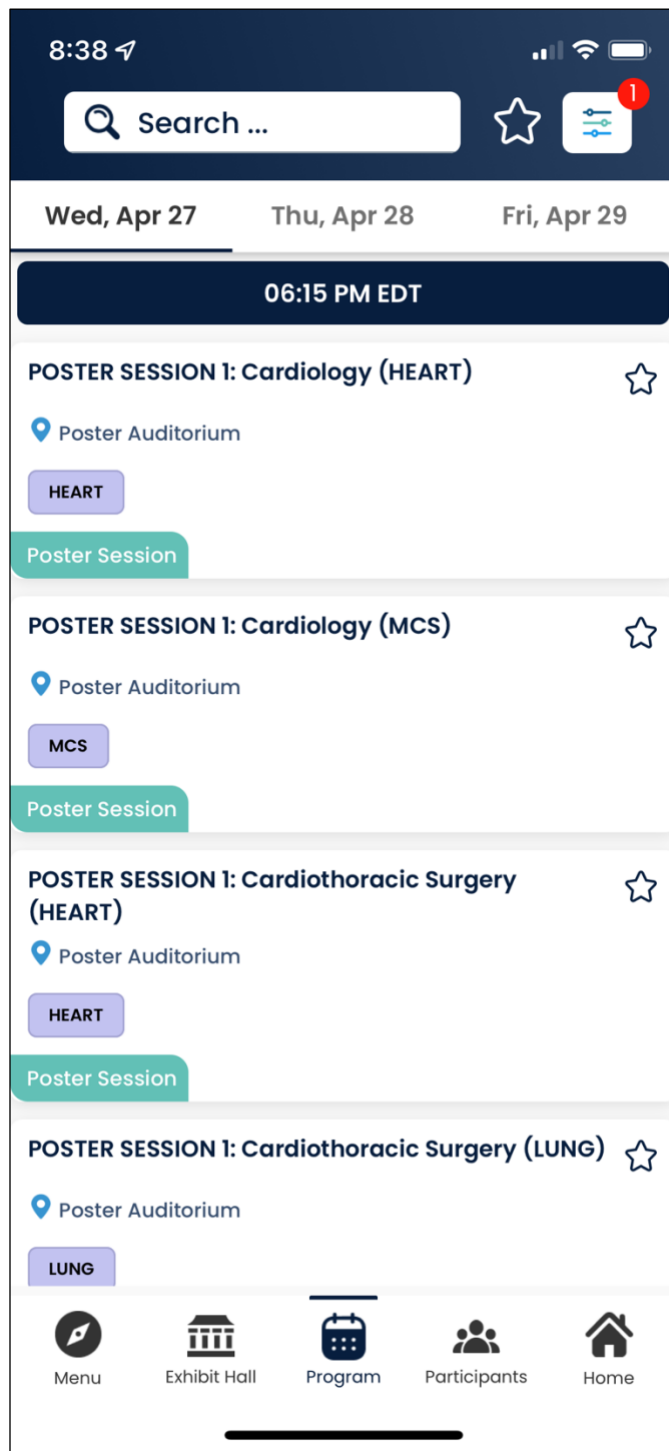 8:38
Search ...
1
Wed, Apr 27
Thu, Apr 28
Fri, Apr 29
06:15 PM EDT
POSTER SESSION 1: Cardiology (HEART)
Poster Auditorium
HEART
Poster Session
POSTER SESSION 1: Cardiology (MCS)
Poster Auditorium
MCS
Poster Session
POSTER SESSION 1: Cardiothoracic Surgery
(HEART)
Poster Auditorium
HEART
Poster Session
POSTER SESSION 1: Cardiothoracic Surgery (LUNG)
Poster Auditorium
LUNG
Menu
Exhibit Hall
Program
Participants
Home